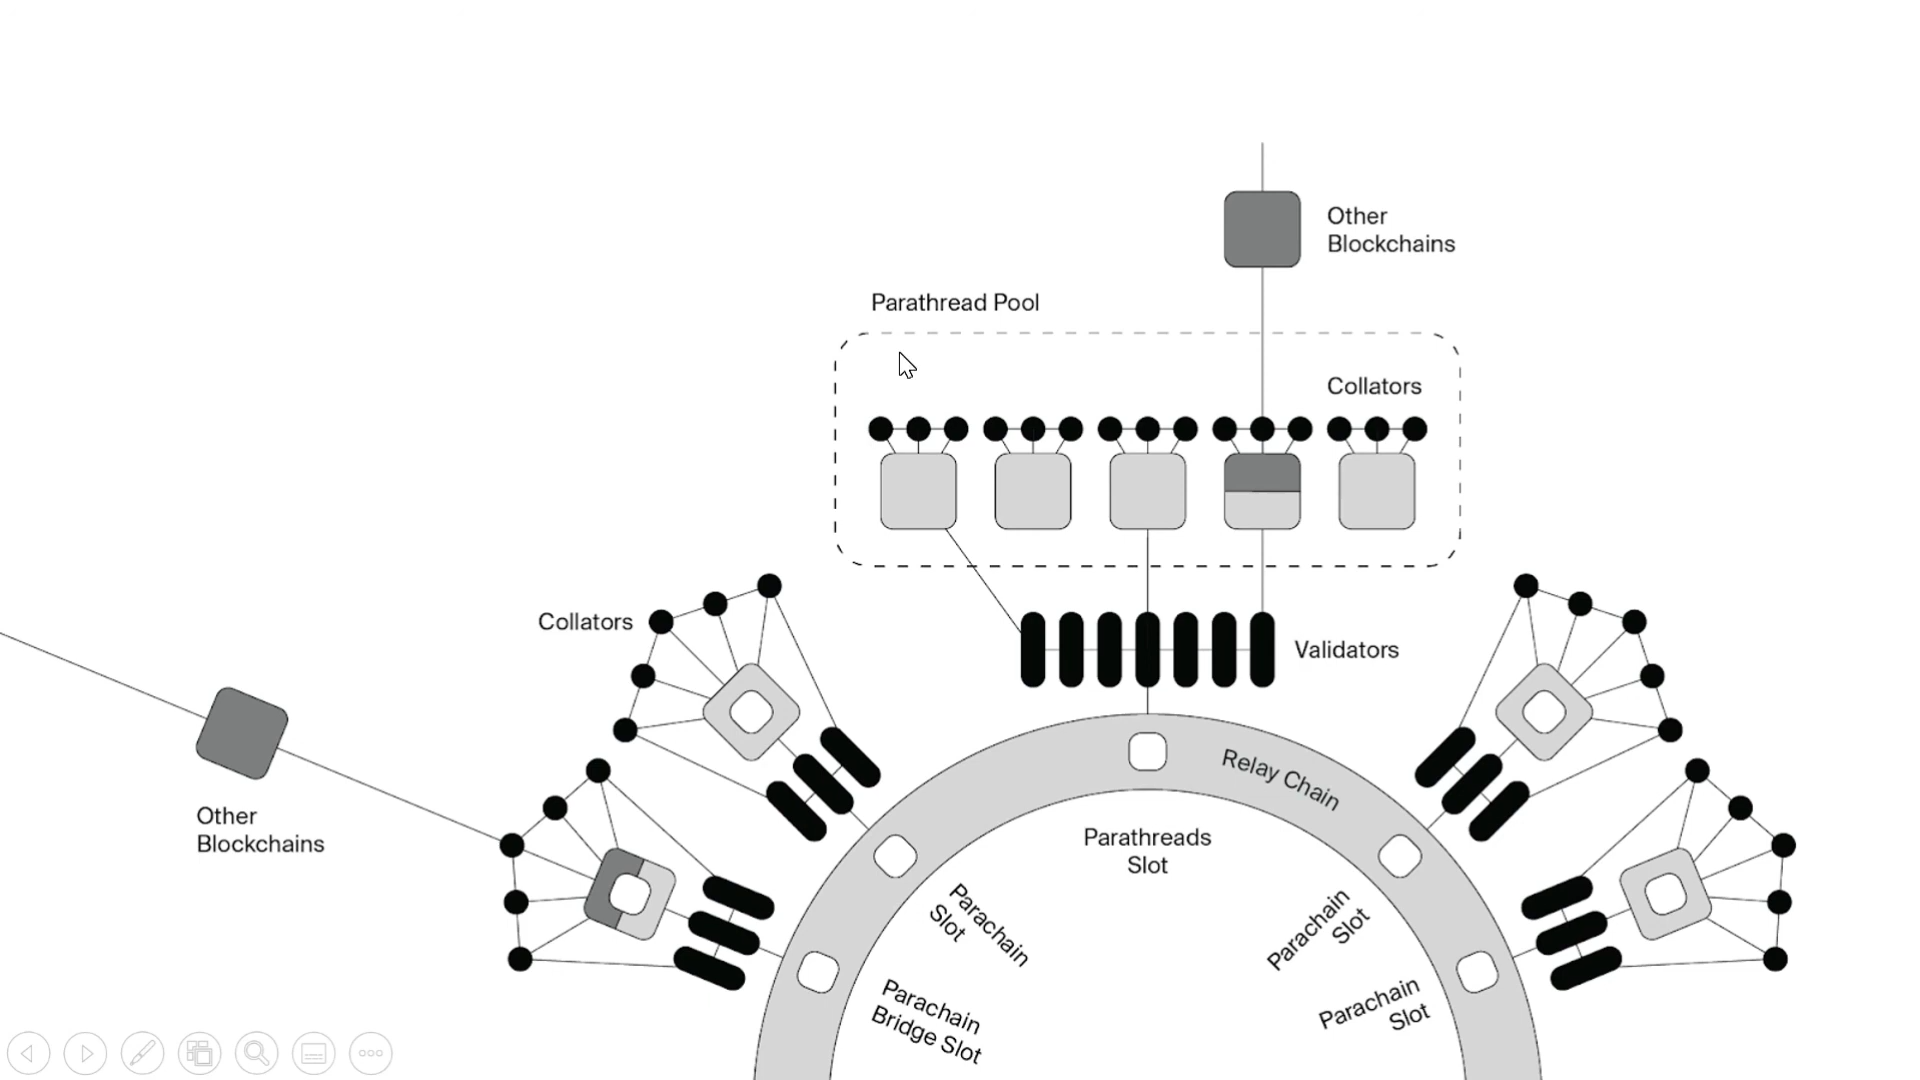 Other
Blockchains
Parathread Pool
Collators
Collators
Validators
Relay Chain
Other
Blockchains
Parathreads
Slot
Parachain
Slot
Parachain
Slot
Parachain
Bridge Slot
Parachain
Slot